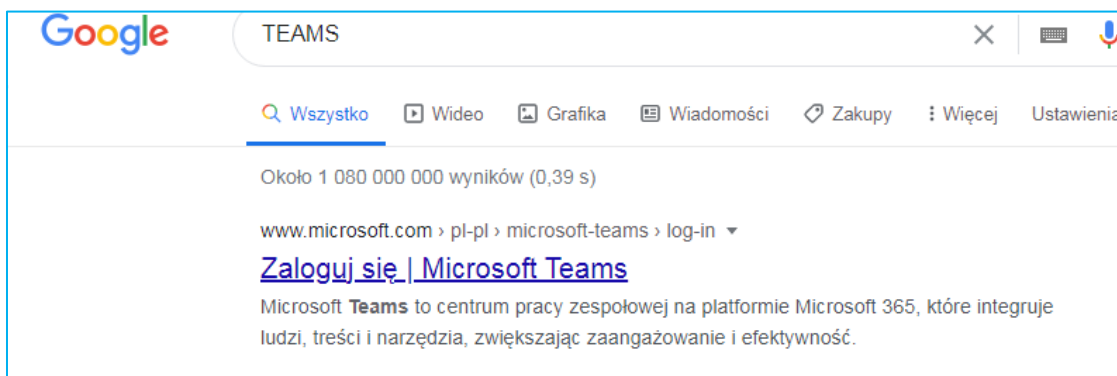 Google TEAMS
Wszystko Wideo Grafika Wiadomości Zakupy Więcej Ustawienia
Około 1 080 000 000 wyników (0,39 s)
www.microsoft.com › pl-pl › microsoft-teams › log-in
Zaloguj się | Microsoft Teams
Microsoft Teams to centrum pracy zespołowej na platformie Microsoft 365, które integruje
ludzi, treści i narzędzia, zwiększając zaangażowanie i efektywność.